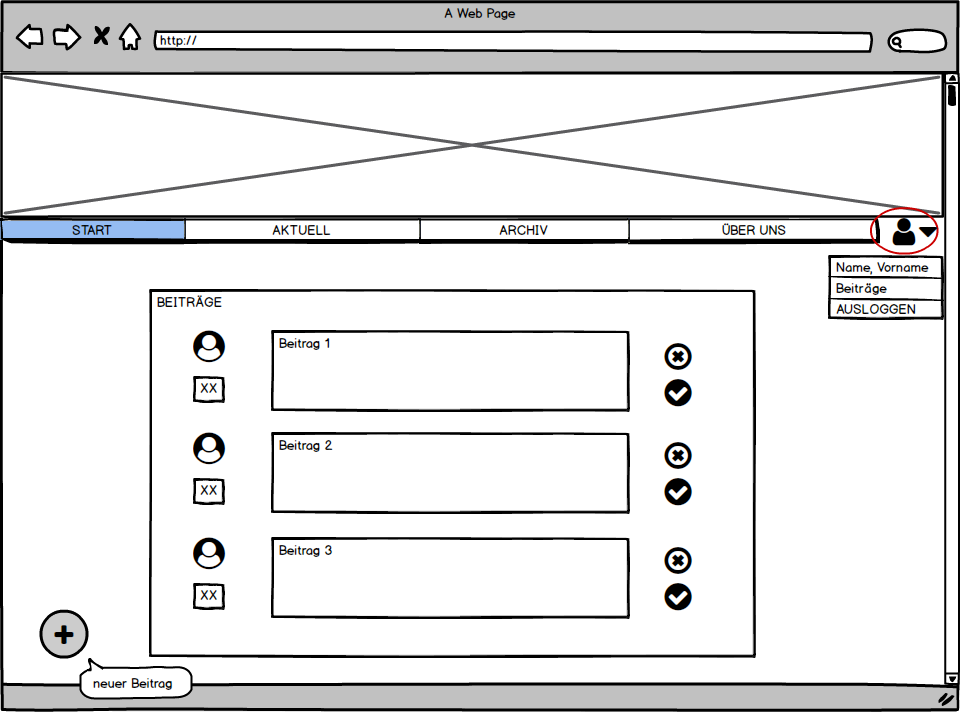 A Web Page
http://
START
AKTUELL
ARCHIV
ÜBER UNS
Name, Vorname
Beiträge
AUSLOGGEN
BEITRÄGE
Beitrag 1
XX
Beitrag 2
XX
Beitrag 3
XX
neuer Beitrag